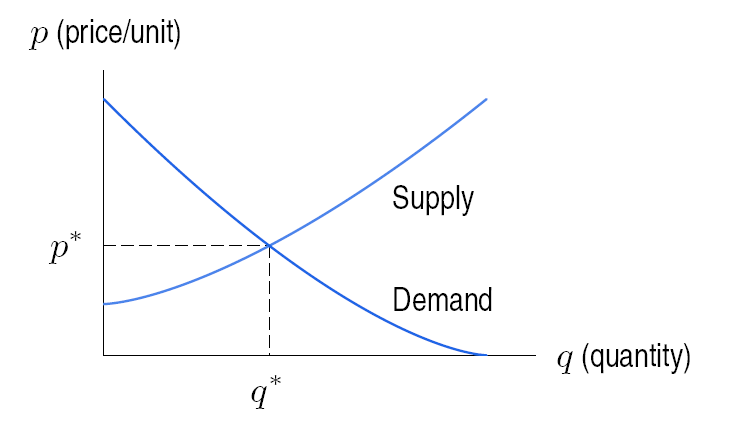 p (price/unit)
Supply
p*
Demand
q (quantity)
q*